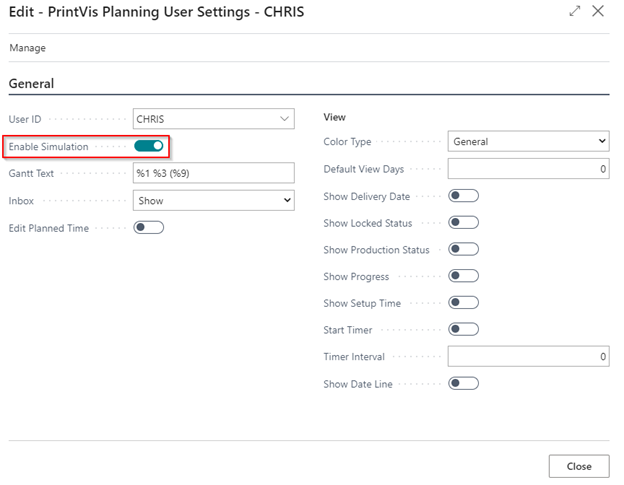 Edit - PrintVis Planning User Settings - CHRIS
Manage
General
User ID CHRIS
Enable Simulation
Gantt Text %1 %3 (%9)
Inbox Show
Edit Planned Time
View
Color Type General
Default View Days 0
Show Delivery Date
Show Locked Status
Show Production Status
Show Progress
Show Setup Time
Start Timer
Timer Interval 0
Show Date Line
Close